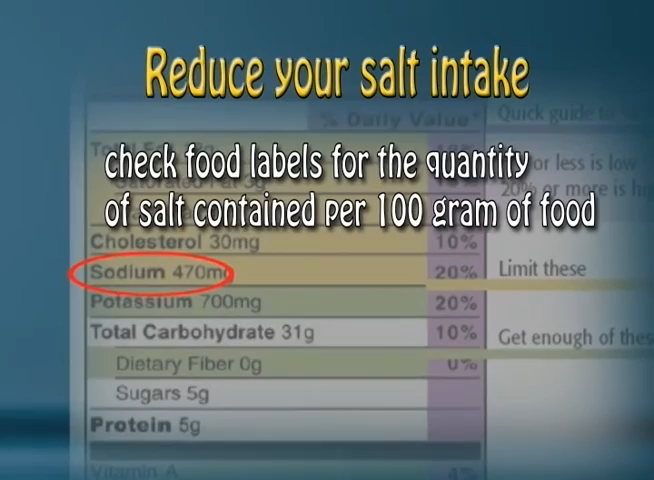 Reduce your salt intake
% Daily Value*
Quick guide to
check food labels for the quantity
or less is low
20% or more is
of salt contained per 100 gram of food
Cholesterol 30mg 10%
Sodium 470mg 20%
Limit these
Potassium 700mg 20%
Total Carbohydrate 31g 10%
Get enough of these
Dietary Fiber 0g 0%
Sugars 5g
Protein 5g
Vitamin A 4%